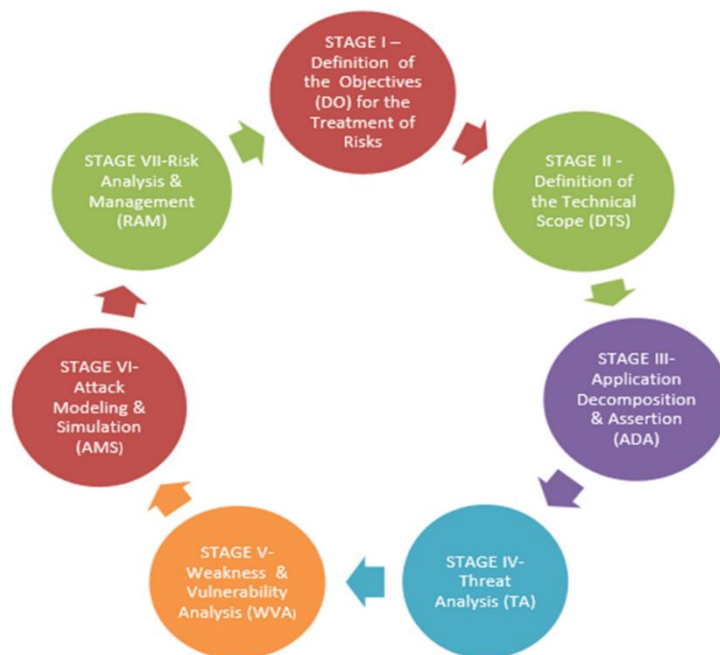 STAGE I –
Definition of
the Objectives
(DO) for the
Treatment of
Risks
STAGE II -
Definition of
the Technical
Scope (DTS)
STAGE III-
Application
Decomposition
& Assertion
(ADA)
STAGE IV-
Threat
Analysis (TA)
STAGE V-
Weakness &
Vulnerability
Analysis (WVA)
STAGE VI-
Attack
Modeling &
Simulation
(AMS)
STAGE VII-Risk
Analysis &
Management
(RAM)